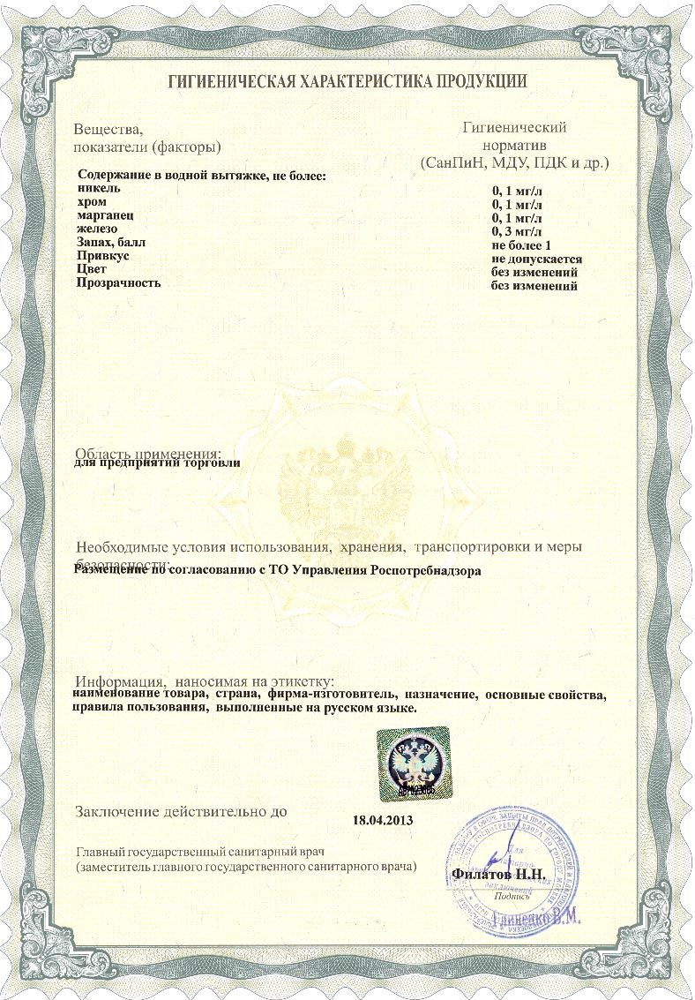 ГИГИЕНИЧЕСКАЯ ХАРАКТЕРИСТИКА ПРОДУКЦИИ
Вещества,
показатели (факторы)
Гигиенический
норматив
(СанПиН, МДУ, ПДК и др.)
Содержание в водной вытяжке, не более:
никель 0, 1 мг/л
хром 0, 1 мг/л
марганец 0, 1 мг/л
железо 0, 3 мг/л
Запах, балл не более 1
Привкус не допускается
Цвет без изменений
Прозрачность без изменений
Область применения:
для предприятий торговли
Необходимые условия использования, хранения, транспортировки и меры
безопасности:
Размещение по согласованию с ТО Управления Роспотребнадзора
Информация, наносимая на этикетку:
наименование товара, страна, фирма-изготовитель, назначение, основные свойства,
правила пользования, выполненные на русском языке.
Заключение действительно до 18.04.2013
Главный государственный санитарный врач
(заместитель главного государственного санитарного врача)
Для
заключений
Филатов Н.Н.
Подпись
В.М.